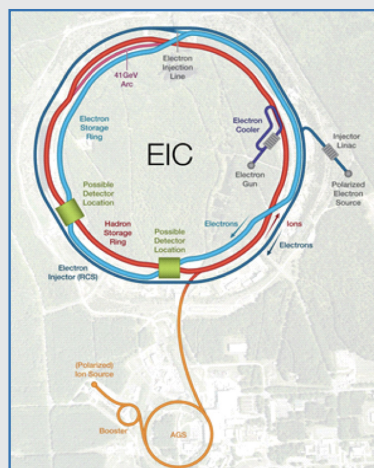 41GeV
Arc
Electron
Injection
Line
Electron
Storage
Ring
Electron
Cooler
Injector
Linac
EIC
Electron
Gun
Polarized
Electron
Source
Possible
Detector
Location
Possible
Detector
Location
Hadron
Storage
Ring
Electrons
Ions
Electrons
Electron
Injector (RCS)
(Polarized)
Ion Source
Booster
AGS